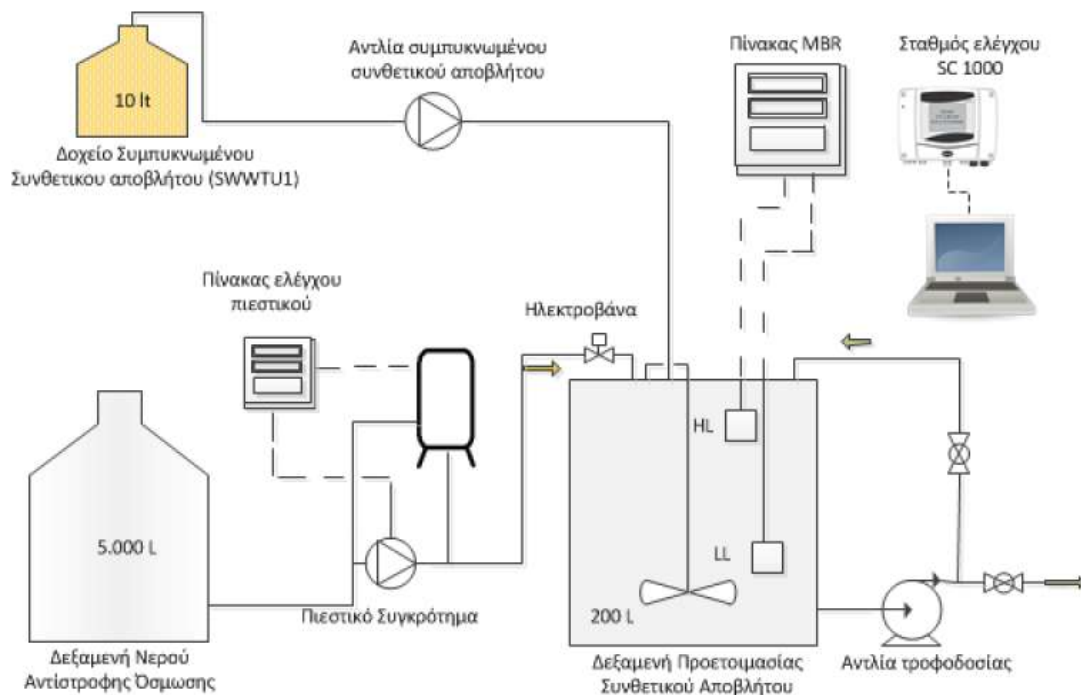 Αντλία συμπυκνωμένου
συνθετικού αποβλήτου
Πίνακας MBR
Σταθμός ελέγχου
SC 1000
10 lt
Δοχείο Συμπυκνωμένου
Συνθετικου αποβλήτου (SWWTU1)
Πίνακας ελέγχου
πιεστικού
Ηλεκτροβάνα
HL
5.000 L
LL
200 L
Πιεστικό Συγκρότημα
Δεξαμενή Νερού
Αντίστροφης Όσμωσης
Δεξαμενή Προετοιμασίας
Συνθετικού Αποβλήτου
Αντλία τροφοδοσίας